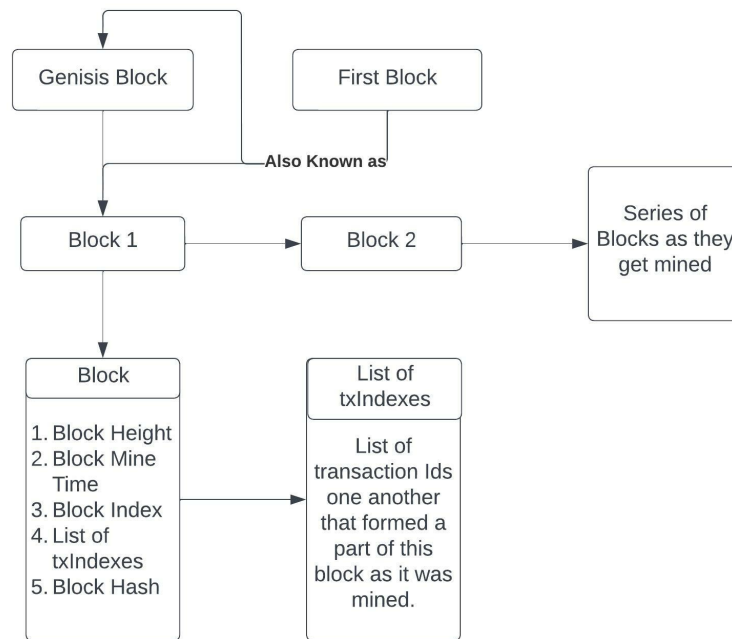 Genisis Block
First Block
Also Known as
Block 1
Block 2
Series of
Blocks as they
get mined
Block
1. Block Height
2. Block Mine
Time
3. Block Index
4. List of
txIndexes
5. Block Hash
List of
txIndexes
List of
transaction Ids
one another
that formed a
part of this
block as it was
mined.